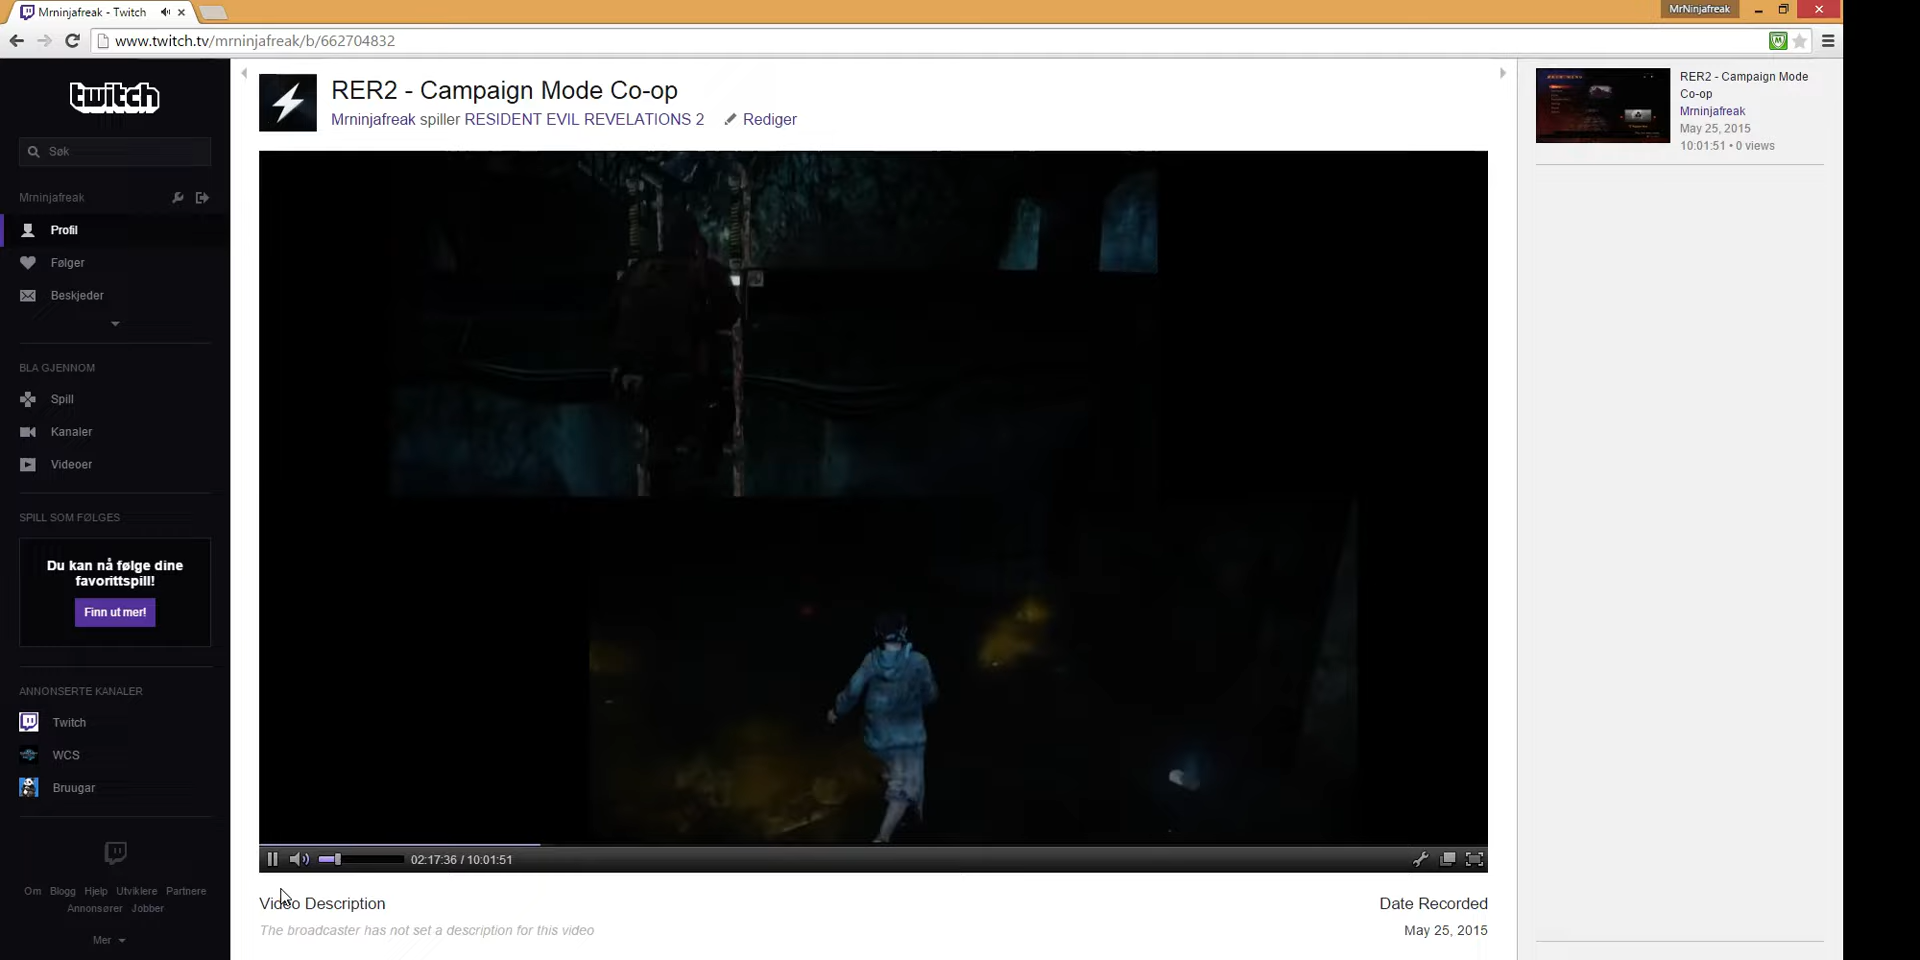 Mrninjafreak - Twitch
MrNinjafreak
www.twitch.tv/mrninjafreak/b/662704832
twitch
Søk
Mrninjafreak
Profil
Følger
Beskjeder
BLA GJENNOM
Spill
Kanaler
Videoer
SPILL SOM FØLGES
Du kan nå følge dine
favorittspill!
Finn ut mer!
ANNONSERTE KANALER
Twitch
WCS
Bruugar
Om Blogg Hjelp Utviklere Partnere
Annonsører Jobber
Mer
RER2 - Campaign Mode Co-op
Mrninjafreak spiller RESIDENT EVIL REVELATIONS 2 Rediger
02:17:36 / 10:01:51
Video Description
The broadcaster has not set a description for this video
Date Recorded
May 25, 2015
RER2 - Campaign Mode
Co-op
Mrninjafreak
May 25, 2015
10:01:51 • 0 views